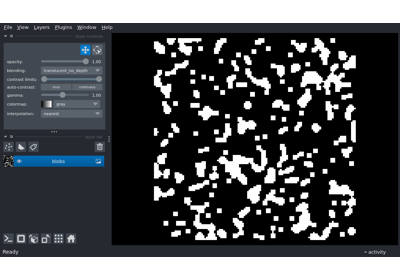 File View Layers Plugins Window Help
opacity: 1.00
blending: translucent_no_depth
contrast limits:
auto-contrast: once continuous
gamma: 1.00
colormap: gray
interpolation: nearest
blobs
Ready
activity